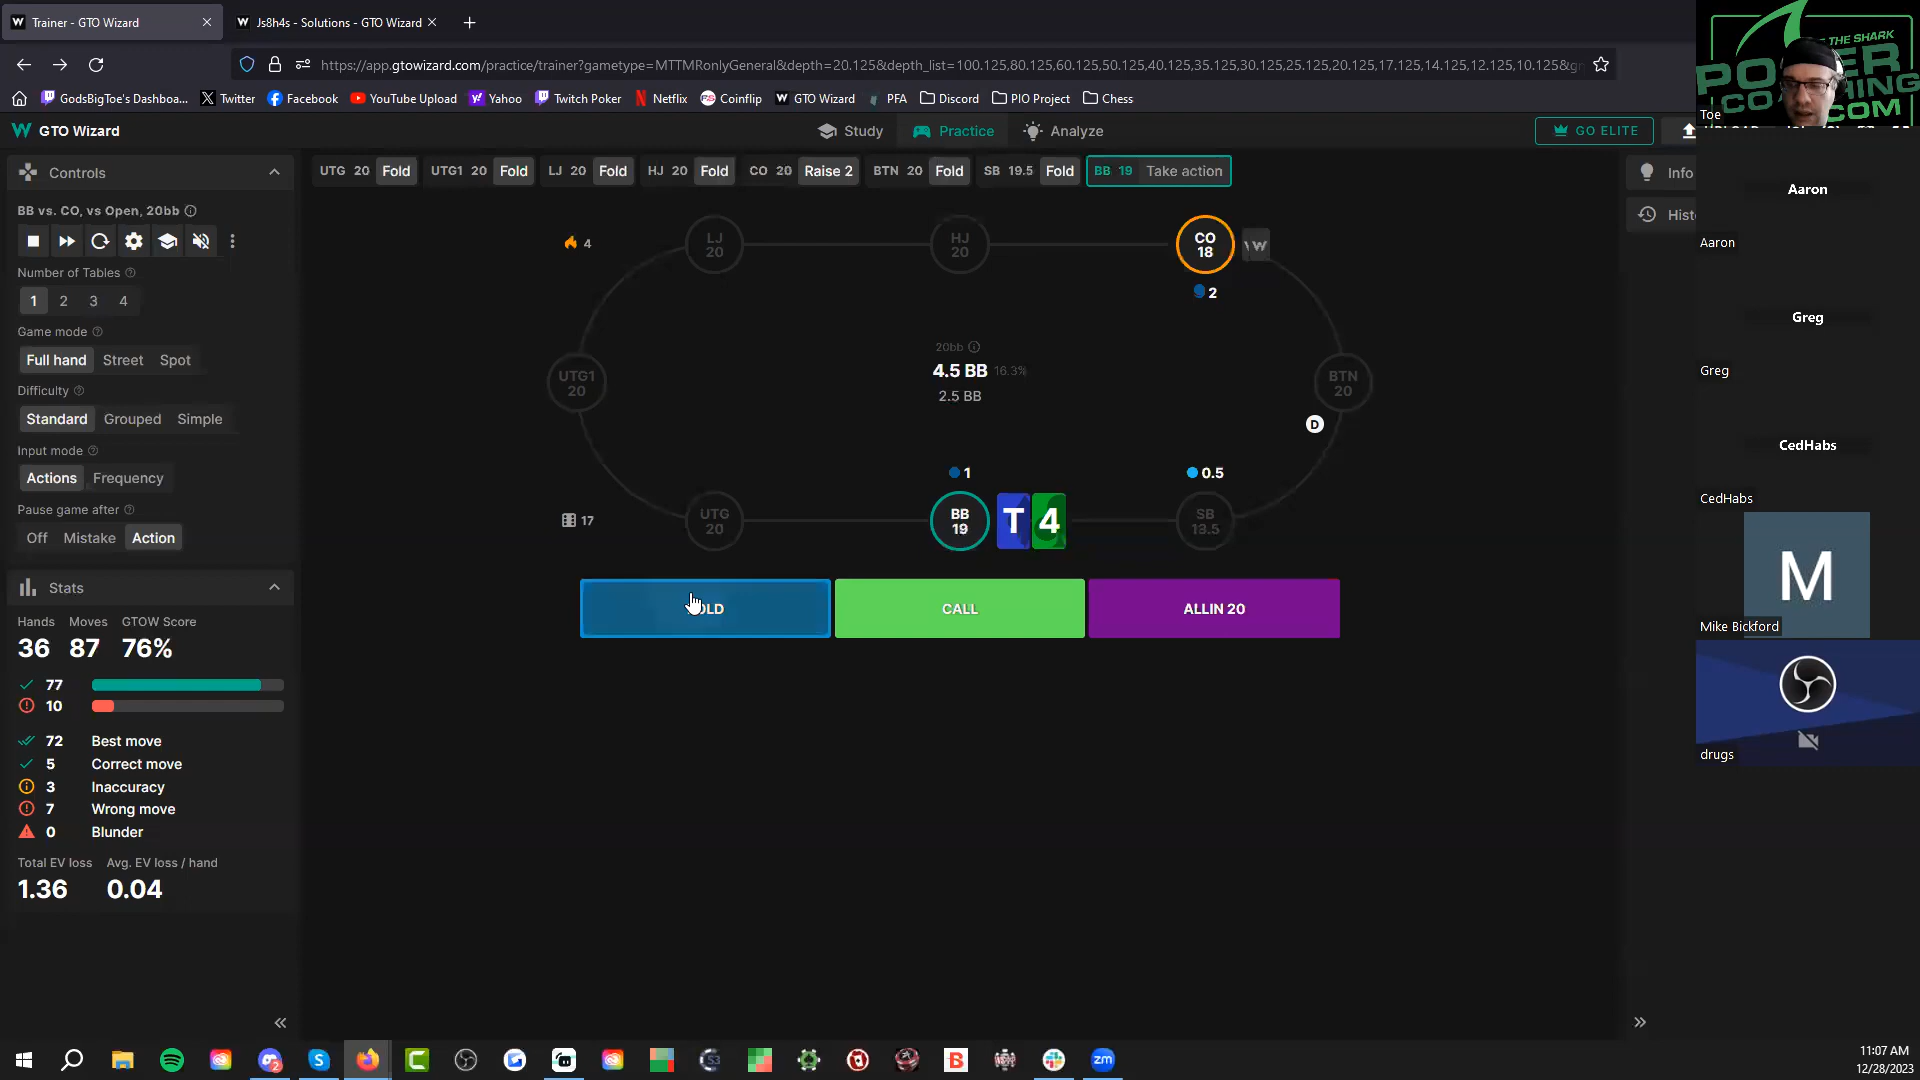 Trainer - GTO Wizard
Js8h4s - Solutions - GTO Wizard
https://app.gtowizard.com/practice/trainer?gametype=MTTMRonlyGeneral&depth=20.125&depth_list=100.125,80.125,60.125,50.125,40.125,35.125,30.125,25.125,20.125,17.125,14.125,12.125,10.125&
GodsBigToe's Dashboa... Twitter Facebook YouTube Upload Yahoo Twitch Poker Netflix Coinflip GTO Wizard PFA Discord PIO Project Chess
GTO Wizard
Study Practice Analyze
GO ELITE
Controls
UTG 20 Fold UTG1 20 Fold LJ 20 Fold HJ 20 Fold CO 20 Raise 2 BTN 20 Fold SB 19.5 Fold BB 19 Take action
Info
BB vs. CO, vs Open, 20bb
Number of Tables
1 2 3 4
Game mode
Full hand Street Spot
Difficulty
Standard Grouped Simple
Input mode
Actions Frequency
Pause game after
Off Mistake Action
Stats
Hands Moves GTOW Score
36 87 76%
77
10
72 Best move
5 Correct move
3 Inaccuracy
7 Wrong move
0 Blunder
Total EV loss Avg. EV loss / hand
1.36 0.04
4
LJ
20
HJ
20
CO
18
W
2
20bb
4.5 BB 16.3%
2.5 BB
UTG1
20
BTN
20
D
1
0.5
17
UTG
20
BB
19
T 4
SB
CALL
ALLIN 20
THE SHARK
COM
Toe
Aaron
Aaron
Greg
Greg
CedHabs
CedHabs
M
Mike Bickford
drugs
11:07 AM
12/28/2023